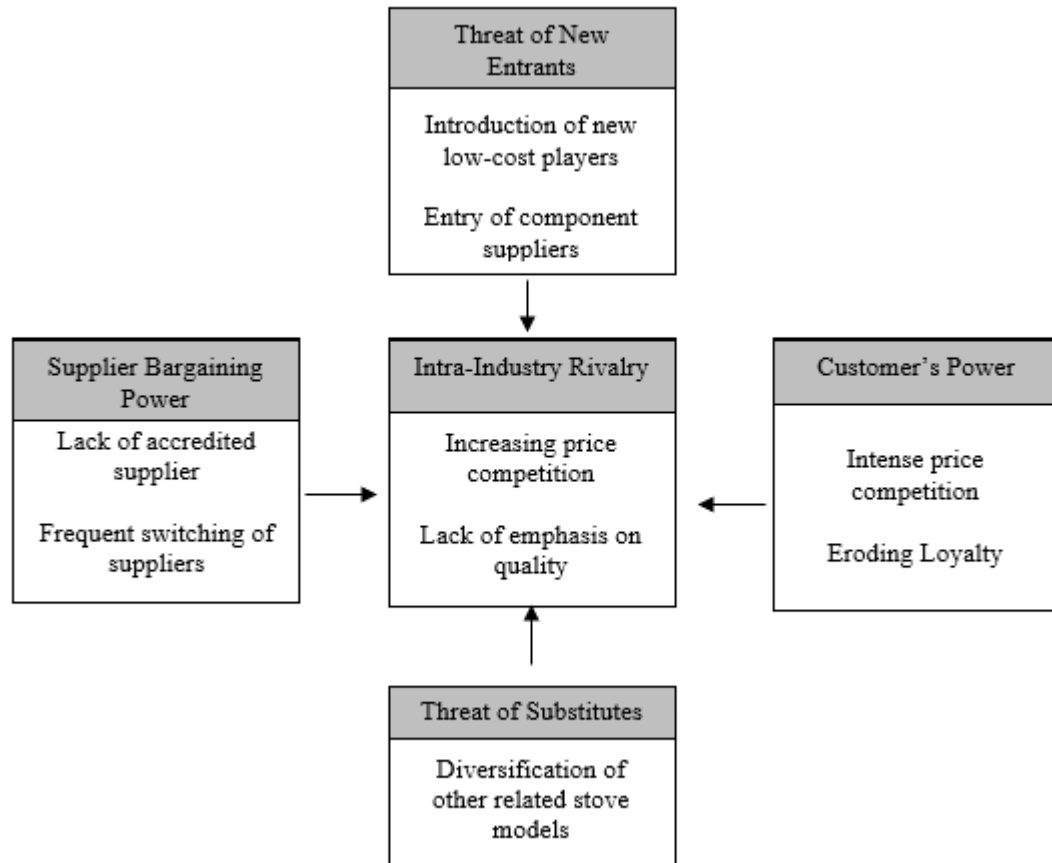 Threat of New
Entrants
Introduction of new
low-cost players
Entry of component
suppliers
Supplier Bargaining
Power
Lack of accredited
supplier
Frequent switching of
suppliers
Intra-Industry Rivalry
Increasing price
competition
Lack of emphasis on
quality
Customer’s Power
Intense price
competition
Eroding Loyalty
Threat of Substitutes
Diversification of
other related stove
models